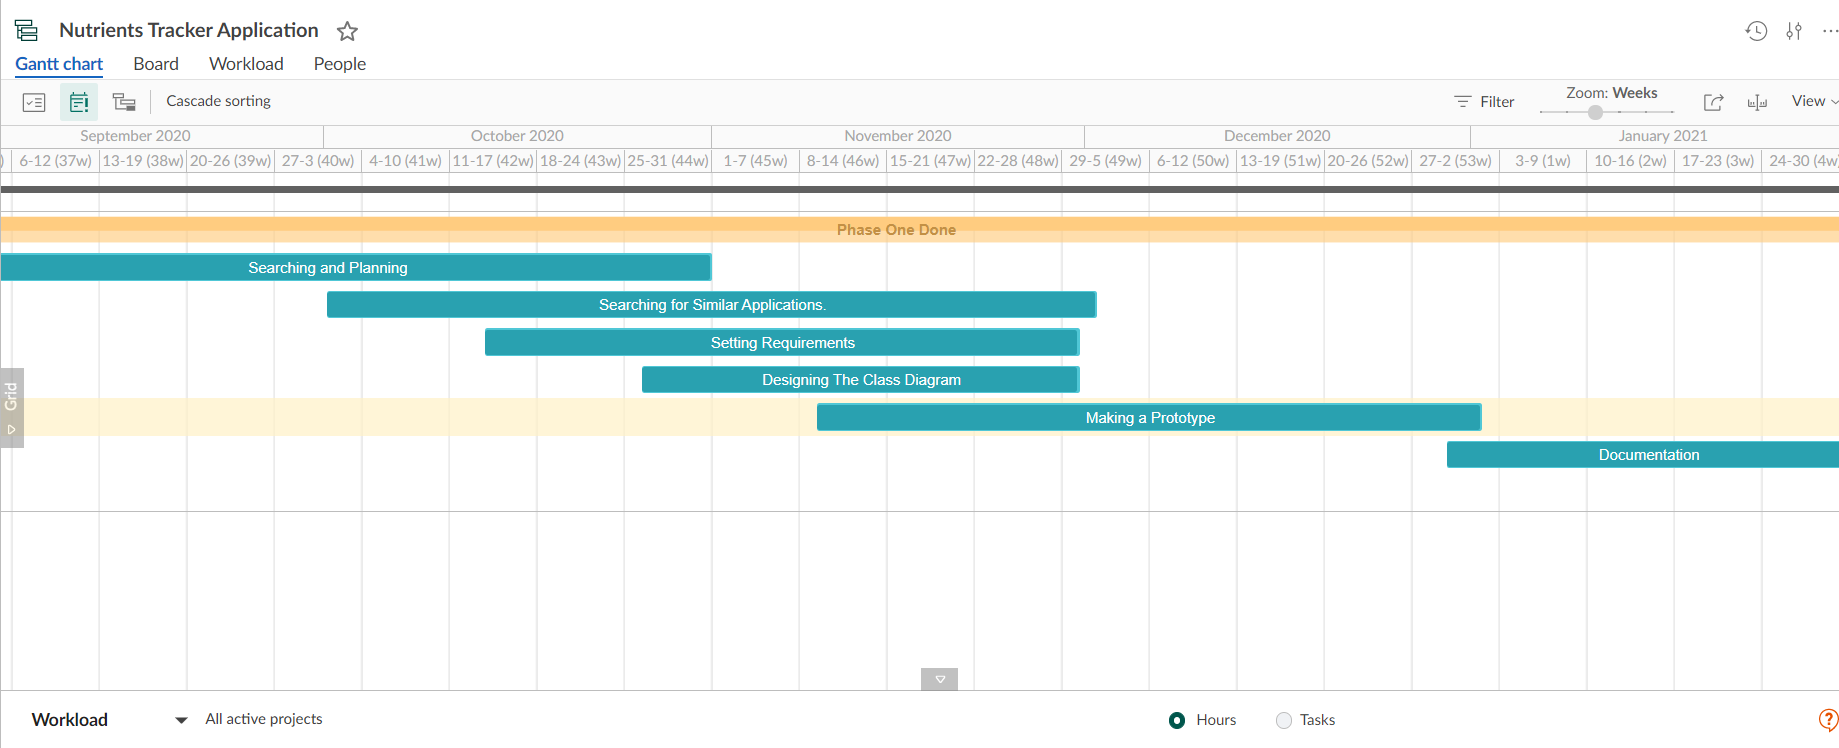 Nutrients Tracker Application
Gantt chart Board Workload People
Cascade sorting Filter Zoom: Weeks View
September 2020 October 2020 November 2020 December 2020 January 2021
) 6-12 (37w) 13-19 (38w) 20-26 (39w) 27-3 (40w) 4-10 (41w) 11-17 (42w) 18-24 (43w) 25-31 (44w) 1-7 (45w) 8-14 (46w) 15-21 (47w) 22-28 (48w) 29-5 (49w) 6-12 (50w) 13-19 (51w) 20-26 (52w) 27-2 (53w) 3-9 (1w) 10-16 (2w) 17-23 (3w) 24-30 (4w
Phase One Done
Searching and Planning
Searching for Similar Applications.
Setting Requirements
Designing The Class Diagram
Grid
Making a Prototype
Documentation
Workload All active projects Hours Tasks